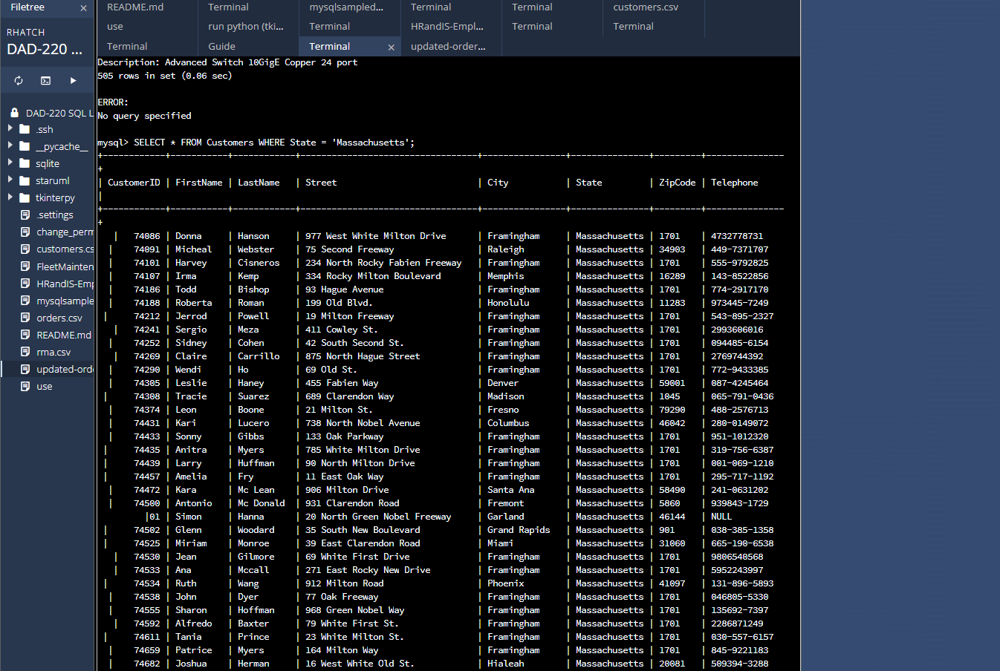 Filetree ×
RHATCH
DAD-220 ...
DAD-220 SQL L
.ssh
__pycache__
sqlite
staruml
tkinterpy
.settings
change_perm
customers.cs
FleetMainten
HRandIS-Emp
mysqlsample
orders.csv
README.md
rma.csv
updated-orde
use
README.md Terminal mysqlsampled... Terminal Terminal customers.csv
use run python (tki... Terminal HRandIS-Empl... Terminal Terminal
Terminal Guide Terminal × updated-order...
Description: Advanced Switch 10GigE Copper 24 port
505 rows in set (0.06 sec)
ERROR:
No query specified
mysql> SELECT * FROM Customers WHERE State = 'Massachusetts';
+------------+-----------+------------+----------------------------------+----------------+---------------+---------+---------------
+
| CustomerID | FirstName | LastName | Street | City | State | ZipCode | Telephone
|
+------------+-----------+------------+----------------------------------+----------------+---------------+---------+---------------
+
| 74086 | Donna | Hanson | 977 West White Milton Drive | Framingham | Massachusetts | 1701 | 4732778731
| 74091 | Micheal | Webster | 75 Second Freeway | Raleigh | Massachusetts | 34903 | 449-7371707
| 74101 | Harvey | Cisneros | 234 North Rocky Fabien Freeway | Framingham | Massachusetts | 1701 | 555-9792825
| 74107 | Irma | Kemp | 334 Rocky Milton Boulevard | Memphis | Massachusetts | 16289 | 143-8522856
| 74186 | Todd | Bishop | 93 Hague Avenue | Framingham | Massachusetts | 1701 | 774-2917170
| 74188 | Roberta | Roman | 199 Old Blvd. | Honolulu | Massachusetts | 11283 | 973445-7249
| 74212 | Jerrod | Powell | 19 Milton Freeway | Framingham | Massachusetts | 1701 | 543-895-2327
| 74241 | Sergio | Meza | 411 Cowley St. | Framingham | Massachusetts | 1701 | 2993606016
| 74252 | Sidney | Cohen | 42 South Second St. | Framingham | Massachusetts | 1701 | 094485-6154
| 74269 | Claire | Carrillo | 875 North Hague Street | Framingham | Massachusetts | 1701 | 2769744392
| 74290 | Wendi | Ho | 69 Old St. | Framingham | Massachusetts | 1701 | 772-9433385
| 74305 | Leslie | Haney | 455 Fabien Way | Denver | Massachusetts | 59001 | 087-4245464
| 74308 | Tracie | Suarez | 689 Clarendon Way | Madison | Massachusetts | 1045 | 065-791-0436
| 74374 | Leon | Boone | 21 Milton St. | Fresno | Massachusetts | 79290 | 488-2576713
| 74431 | Kari | Lucero | 738 North Nobel Avenue | Columbus | Massachusetts | 46042 | 280-0149072
| 74433 | Sonny | Gibbs | 133 Oak Parkway | Framingham | Massachusetts | 1701 | 951-1012320
| 74435 | Anitra | Myers | 785 White Milton Drive | Framingham | Massachusetts | 1701 | 319-756-6387
| 74439 | Larry | Huffman | 90 North Milton Drive | Framingham | Massachusetts | 1701 | 001-069-1210
| 74457 | Amelia | Fry | 11 East Oak Way | Framingham | Massachusetts | 1701 | 295-717-1192
| 74472 | Kara | Mc Lean | 906 Milton Drive | Santa Ana | Massachusetts | 58490 | 241-0631202
| 74500 | Antonio | Mc Donald | 931 Clarendon Road | Fremont | Massachusetts | 5860 | 939843-1729
|01 | Simon | Hanna | 20 North Green Nobel Freeway | Garland | Massachusetts | 46144 | NULL
| 74502 | Glenn | Woodard | 35 South New Boulevard | Grand Rapids | Massachusetts | 901 | 038-385-1358
| 74525 | Miriam | Monroe | 39 East Clarendon Road | Miami | Massachusetts | 31060 | 665-190-6538
| 74530 | Jean | Gilmore | 69 White First Drive | Framingham | Massachusetts | 1701 | 9806540568
| 74533 | Ana | Mccall | 271 East Rocky New Drive | Framingham | Massachusetts | 1701 | 5952243997
| 74534 | Ruth | Wang | 912 Milton Road | Phoenix | Massachusetts | 41097 | 131-896-5893
| 74538 | John | Dyer | 77 Oak Freeway | Framingham | Massachusetts | 1701 | 046805-5330
| 74555 | Sharon | Hoffman | 968 Green Nobel Way | Framingham | Massachusetts | 1701 | 135692-7397
| 74592 | Alfredo | Baxter | 79 White First St. | Framingham | Massachusetts | 1701 | 2286871249
| 74611 | Tania | Prince | 23 White Milton St. | Framingham | Massachusetts | 1701 | 030-557-6157
| 74659 | Patrice | Myers | 164 Milton Way | Framingham | Massachusetts | 1701 | 845-9221183
| 74682 | Joshua | Herman | 16 West White Old St. | Hialeah | Massachusetts | 20081 | 509394-3288